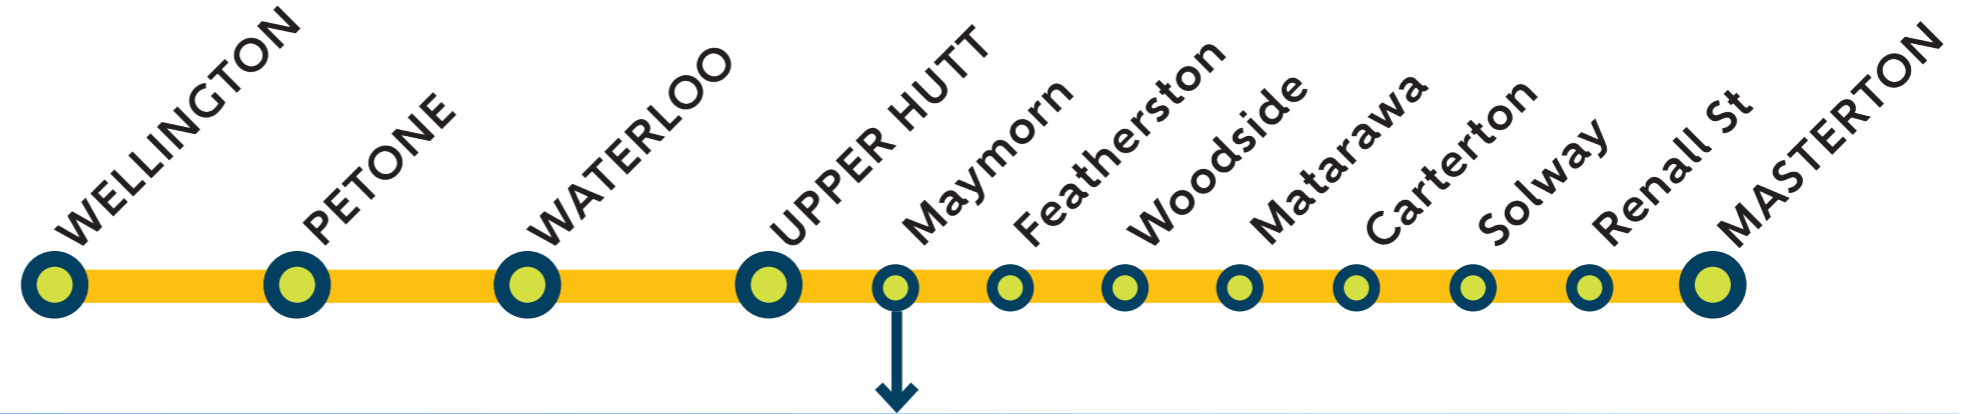 WELLINGTON
PETONE
WATERLOO
UPPER HUTT
Maymorn
Featherston
Woodside
Matarawa
Carterton
Solway
Renall St
MASTERTON